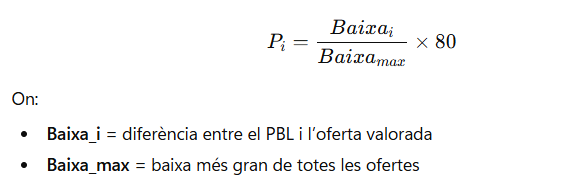 P_i = Baixa_i / Baixa_max × 80
On:
• Baixa_i = diferència entre el PBL i l’oferta valorada
• Baixa_max = baixa més gran de totes les ofertes